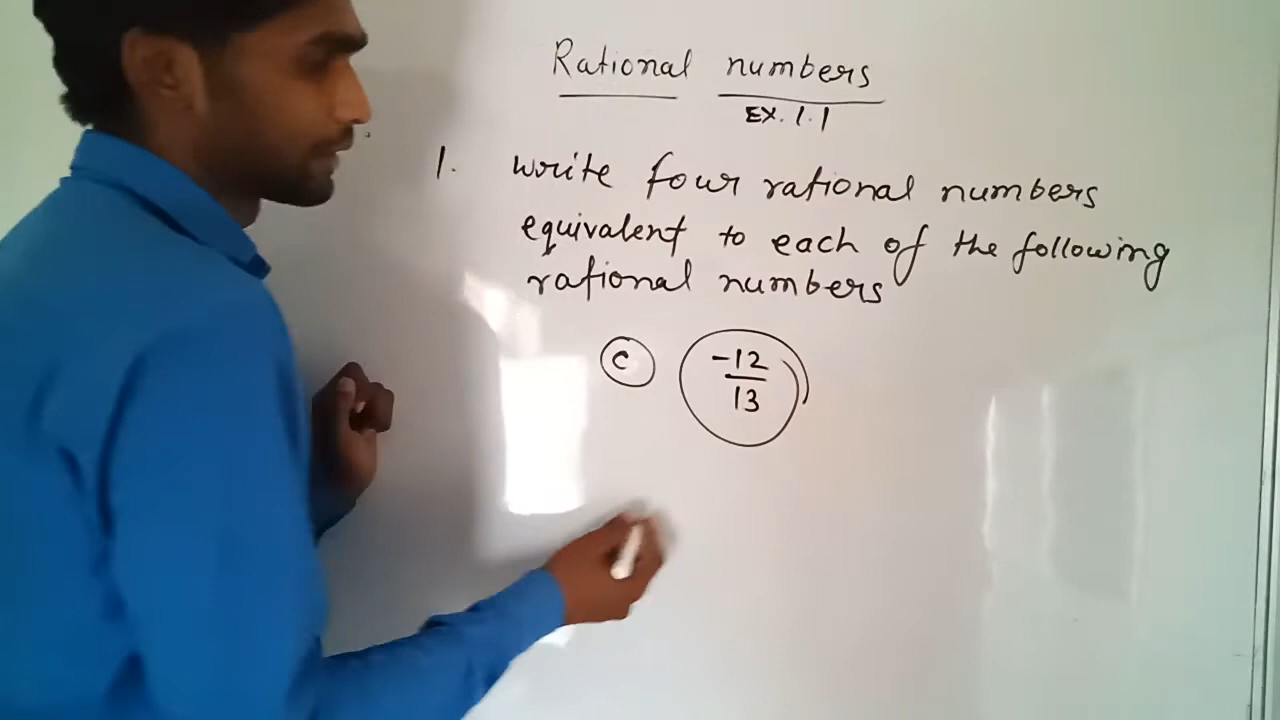 Rational numbers
EX. 1.1
1. write four rational numbers
equivalent to each of the following
rational numbers
c -12
13